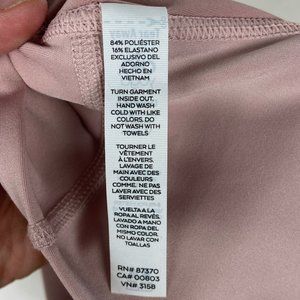 Tear Away
84% POLIÉSTER
16% ELASTANO
EXCLUSIVO DEL
ADORNO
HECHO EN
VIETNAM
TURN GARMENT
INSIDE OUT.
HAND WASH
COLD WITH LIKE
COLORS. DO NOT
WASH WITH
TOWELS
TOURNER LE
VÊTEMENT
À L'ENVERS.
LAVAGE DE
MAIN AVEC DES
COULEURS
COMME. NE PAS
LAVER AVEC DES
SERVIETTES
VUELTA A LA
ROPA AL REVÉS.
LAVADO A MANO
CON ROPA DEL
MISMO COLOR.
NO LAVAR CON
TOALLAS
RN# 87370
CA# 00803
VN# 3158